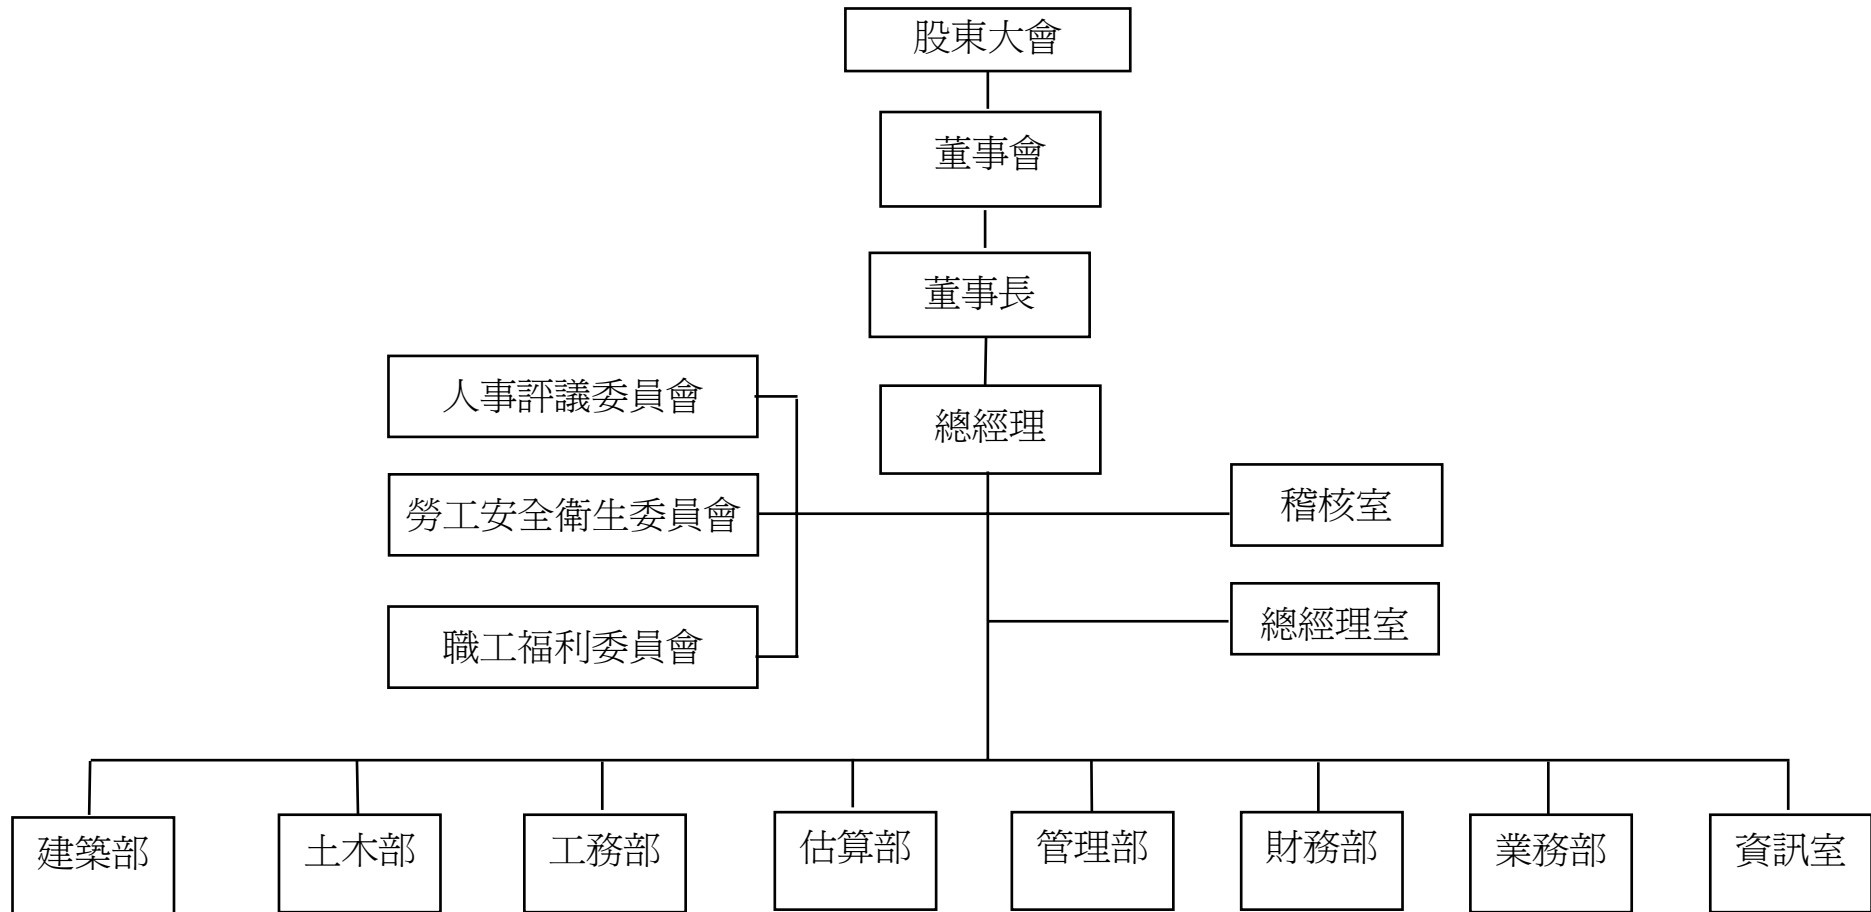 股東大會
董事會
董事長
人事評議委員會
總經理
稽核室
勞工安全衛生委員會
總經理室
職工福利委員會
建築部
土木部
工務部
估算部
管理部
財務部
業務部
資訊室